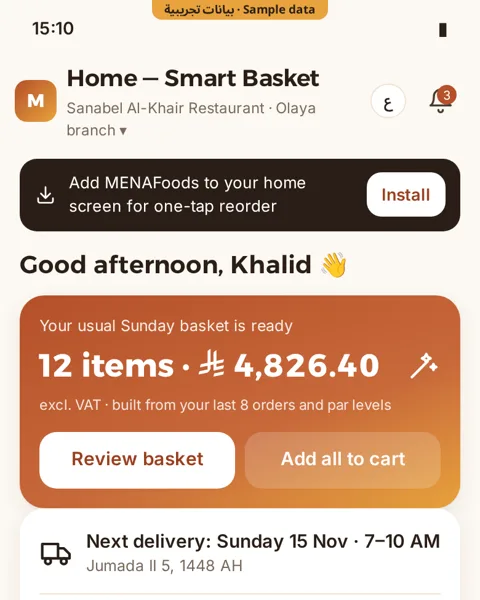 بيانات تجريبية · Sample data
15:10
M
Home — Smart Basket
Sanabel Al-Khair Restaurant · Olaya
branch ▾
ع
3
Add MENAFoods to your home
screen for one-tap reorder
Install
Good afternoon, Khalid 👋
Your usual Sunday basket is ready
12 items · ⃁ 4,826.40
excl. VAT · built from your last 8 orders and par levels
Review basket
Add all to cart
Next delivery: Sunday 15 Nov · 7–10 AM
Jumada II 5, 1448 AH